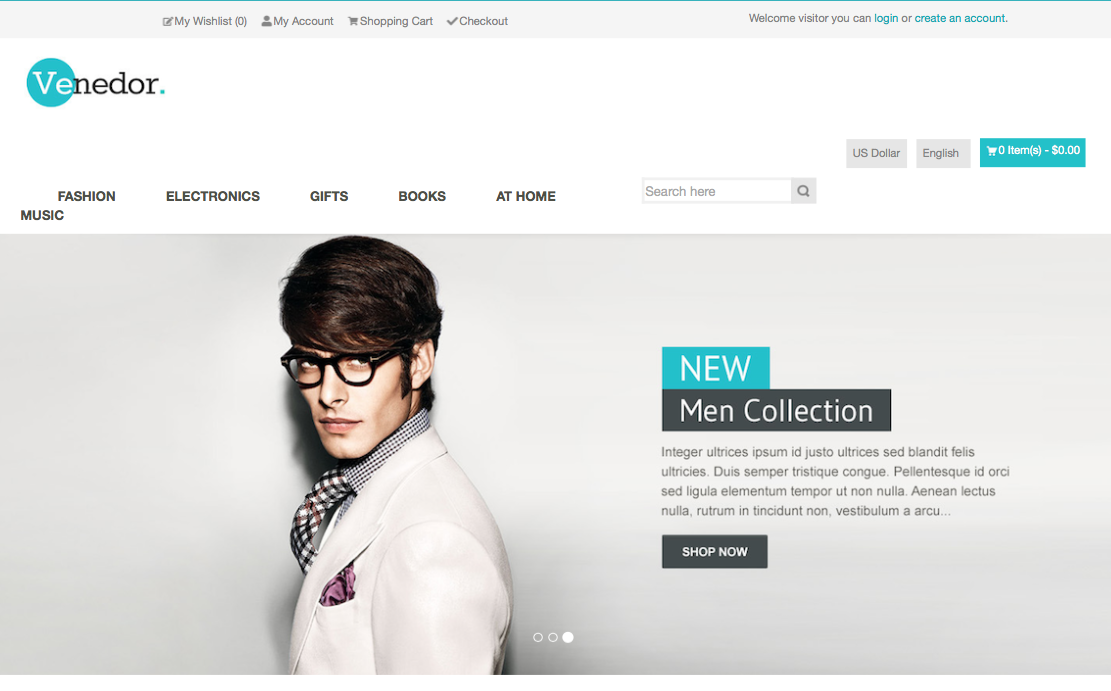 My Wishlist (0) My Account Shopping Cart Checkout
Welcome visitor you can login or create an account.
Venedor.
US Dollar English 0 Item(s) - $0.00
FASHION ELECTRONICS GIFTS BOOKS AT HOME
MUSIC
Search here
NEW
Men Collection
Integer ultrices ipsum id justo ultrices sed blandit felis
ultricies. Duis semper tristique congue. Pellentesque id orci
sed ligula elementum tempor ut non nulla. Aenean lectus
nulla, rutrum in tincidunt non, vestibulum a arcu...
SHOP NOW